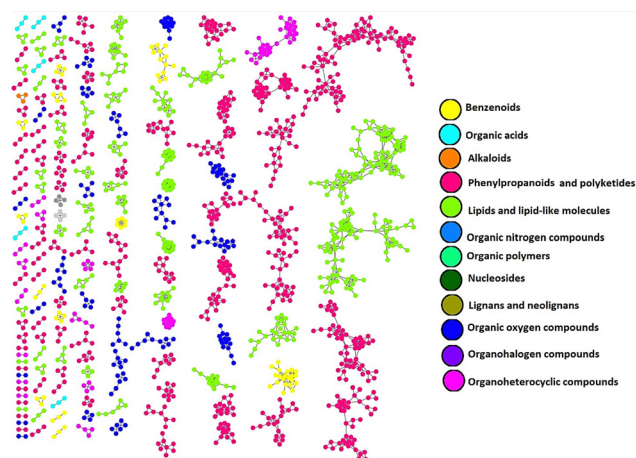 Benzenoids
Organic acids
Alkaloids
Phenylpropanoids and polyketides
Lipids and lipid-like molecules
Organic nitrogen compounds
Organic polymers
Nucleosides
Lignans and neolignans
Organic oxygen compounds
Organohalogen compounds
Organoheterocyclic compounds